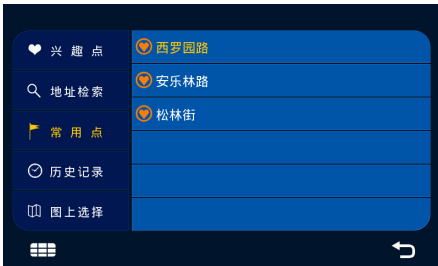 兴趣点
地址检索
常用点
历史记录
图上选择
西罗园路
安乐林路
松林街